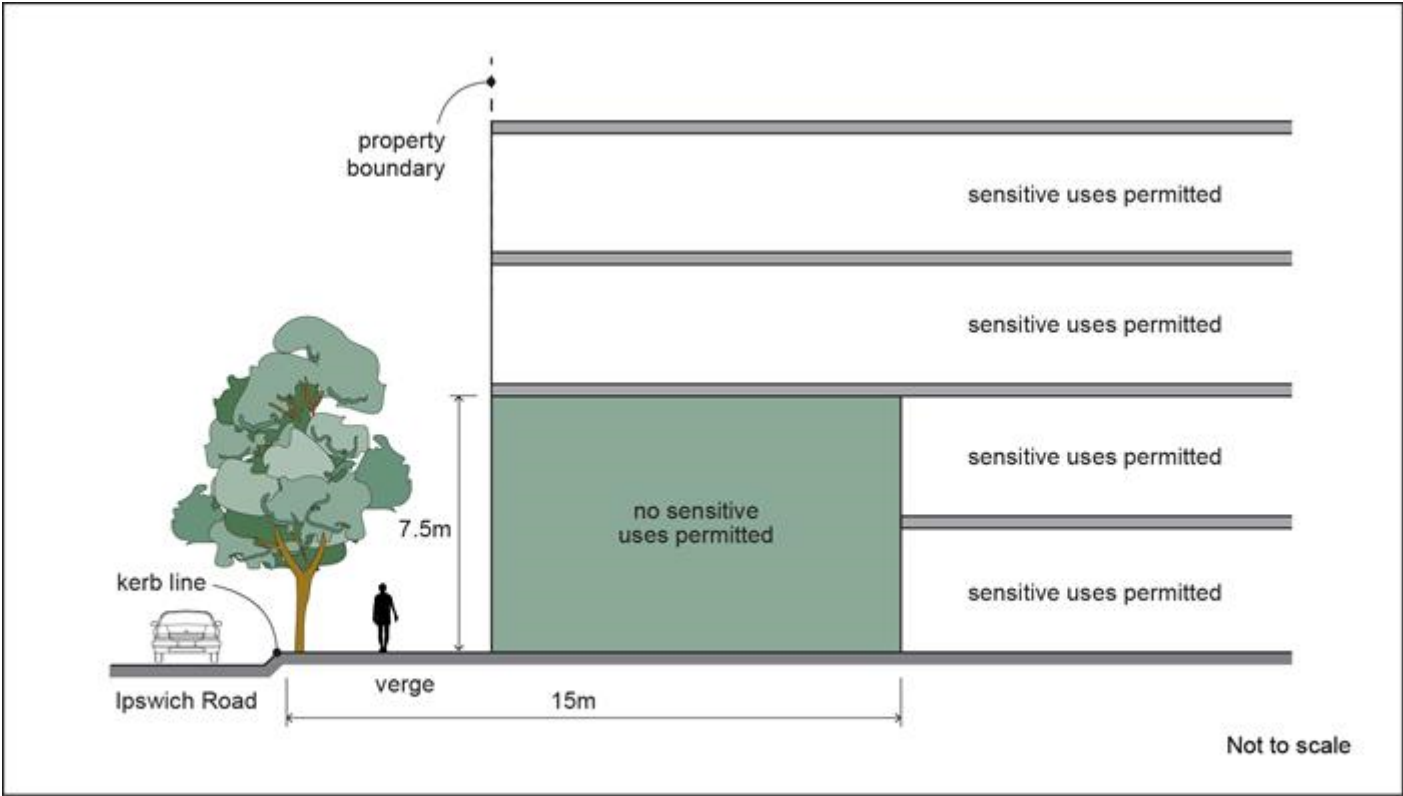 property
boundary
sensitive uses permitted
sensitive uses permitted
sensitive uses permitted
no sensitive
uses permitted
7.5m
kerb line
sensitive uses permitted
verge
Ipswich Road
15m
Not to scale